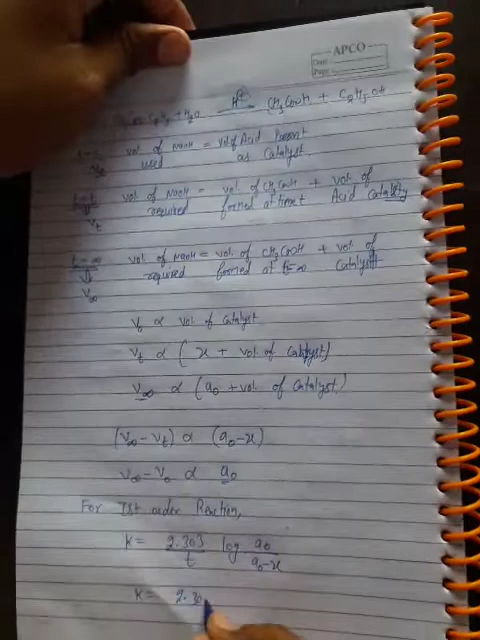 APCO
Date:
Page:
H⊕ CH₃COOH + C₂H₅OH
vol. of NaOH = vol. of Acid Present
used as Catalyst
V₀
t=t vol. of NaOH = vol. of CH₃COOH + vol. of
required formed at time t Acid Catalyst
Vt
t=∞ vol. of NaOH = vol. of CH₃COOH + vol. of
required formed at t=∞ Catalyst
V∞
V₀ ∝ vol. of Catalyst
Vt ∝ (x + vol. of Catalyst)
V∞ ∝ (a₀ + vol. of Catalyst)
(V∞ - Vt) ∝ (a₀-x)
V∞ - V₀ ∝ a₀
For Ist order Reaction,
k = 2.303/t log a₀/a₀-x
k = 2.30